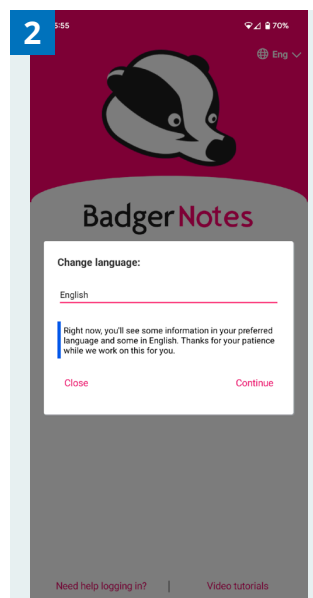 2
5:55
70%
Eng
BadgerNotes
Change language:
English
Right now, you'll see some information in your preferred
language and some in English. Thanks for your patience
while we work on this for you.
Close Continue
Need help logging in? | Video tutorials